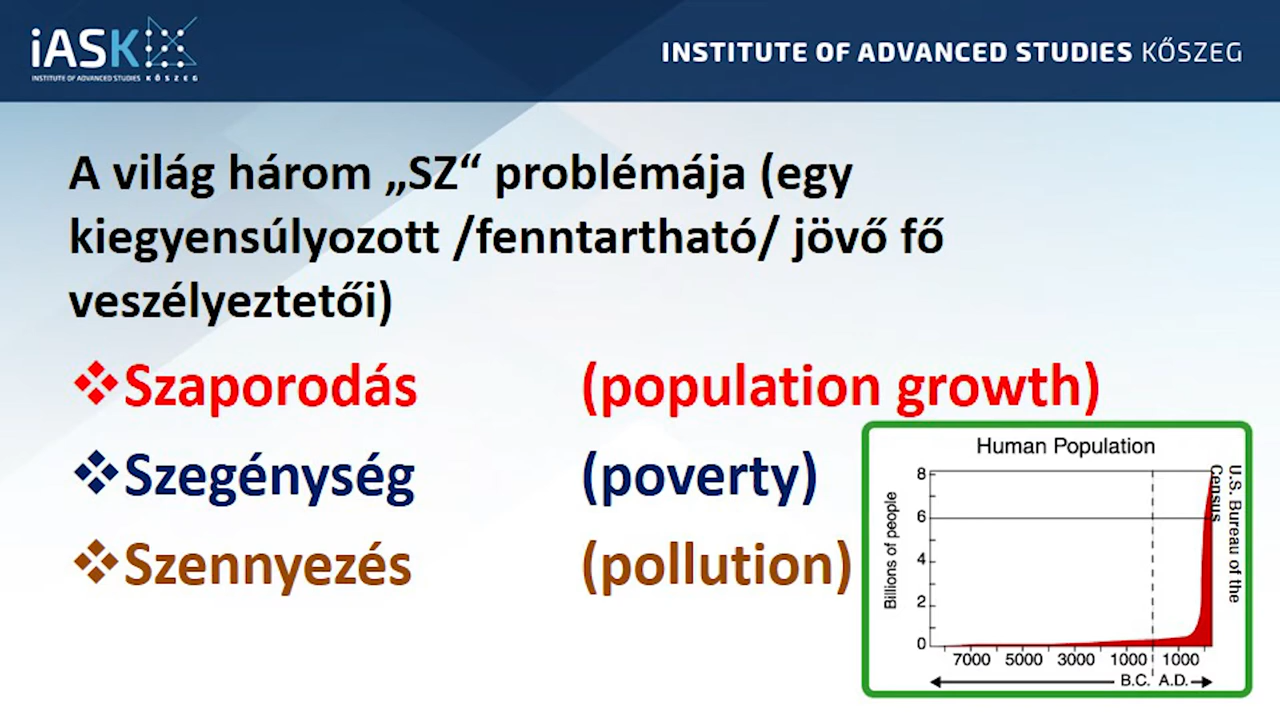 iASK
INSTITUTE OF ADVANCED STUDIES KŐSZEG
INSTITUTE OF ADVANCED STUDIES KŐSZEG
A világ három „SZ“ problémája (egy
kiegyensúlyozott /fenntartható/ jövő fő
veszélyeztetői)
❖Szaporodás (population growth)
❖Szegénység (poverty)
❖Szennyezés (pollution)
Human Population
Billions of people
8
6
4
2
0
7000 5000 3000 1000 1000
B.C. A.D.
U.S. Bureau of the
Census